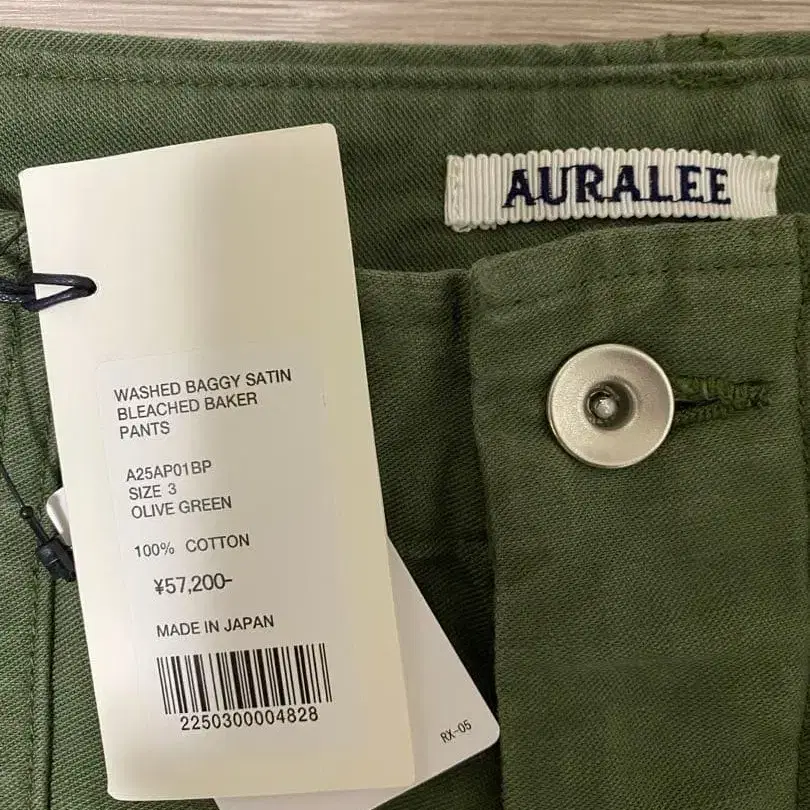 AURALEE
WASHED BAGGY SATIN
BLEACHED BAKER
PANTS
A25AP01BP
SIZE 3
OLIVE GREEN
100% COTTON
¥57,200-
MADE IN JAPAN
2250300004828
RX-05